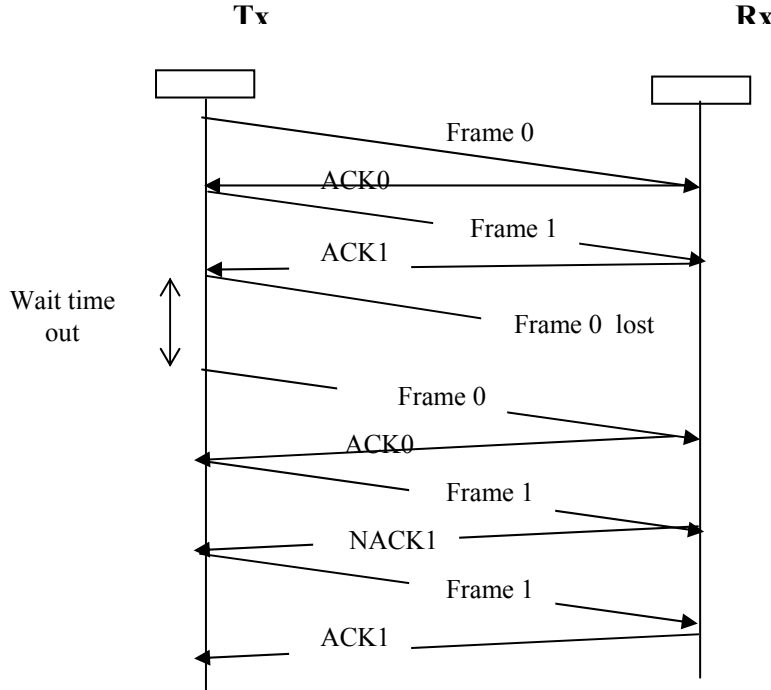 Tx Rx
Frame 0
ACK0
Frame 1
ACK1
Wait time
out
Frame 0 lost
Frame 0
ACK0
Frame 1
NACK1
Frame 1
ACK1